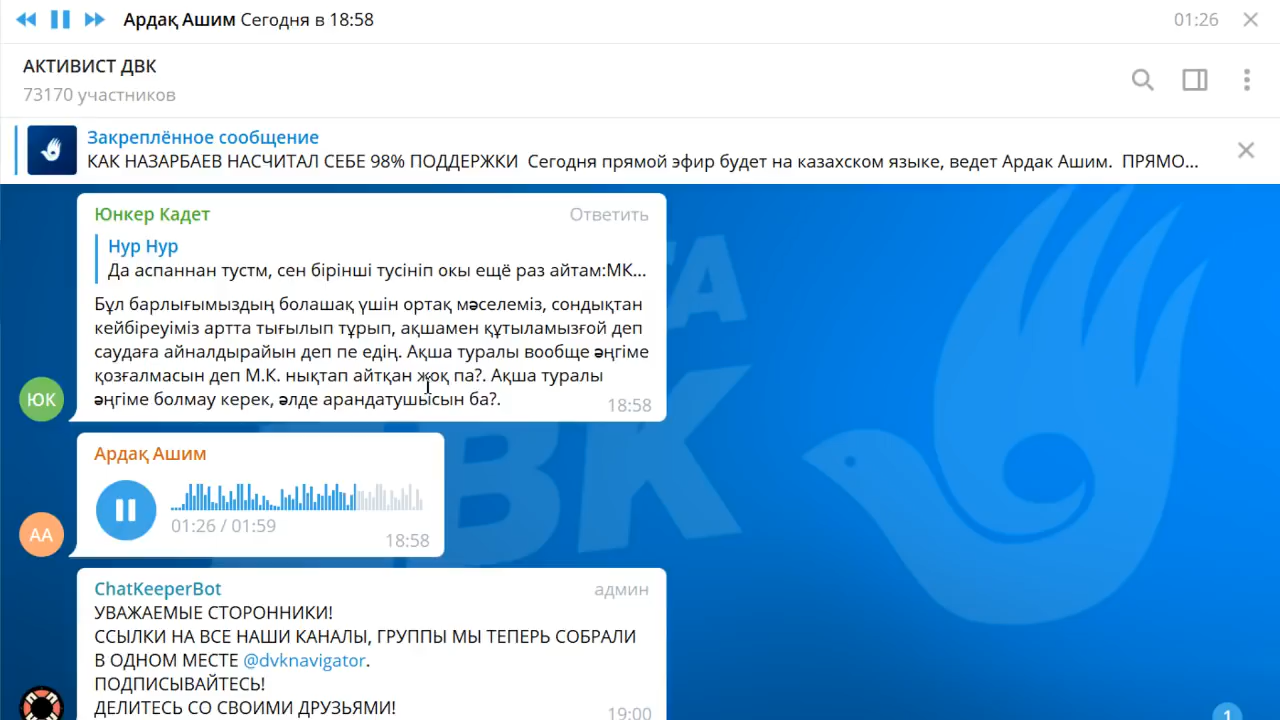 Ардақ Ашим Сегодня в 18:58
01:26
АКТИВИСТ ДВК
73170 участников
Закреплённое сообщение
КАК НАЗАРБАЕВ НАСЧИТАЛ СЕБЕ 98% ПОДДЕРЖКИ Сегодня прямой эфир будет на казахском языке, ведет Ардак Ашим. ПРЯМО...
Юнкер Кадет
Ответить
Нур Нур
Да аспаннан тустм, сен бірінші тусініп окы ещё раз айтам:МК...
Бұл барлығымыздың болашақ үшін ортақ мәселеміз, сондықтан
кейбіреуіміз артта тығылып тұрып, ақшамен құтыламызғой деп
саудаға айналдырайын деп пе едің. Ақша туралы вообще әңгіме
қозғалмасын деп М.К. нықтап айтқан жоқ па?. Ақша туралы
әңгіме болмау керек, әлде арандатушысын ба?.
18:58
ЮК
Ардақ Ашим
01:26 / 01:59
18:58
АА
ChatKeeperBot
админ
УВАЖАЕМЫЕ СТОРОННИКИ!
ССЫЛКИ НА ВСЕ НАШИ КАНАЛЫ, ГРУППЫ МЫ ТЕПЕРЬ СОБРАЛИ
В ОДНОМ МЕСТЕ @dvknavigator.
ПОДПИСЫВАЙТЕСЬ!
ДЕЛИТЕСЬ СО СВОИМИ ДРУЗЬЯМИ!
19:00
1